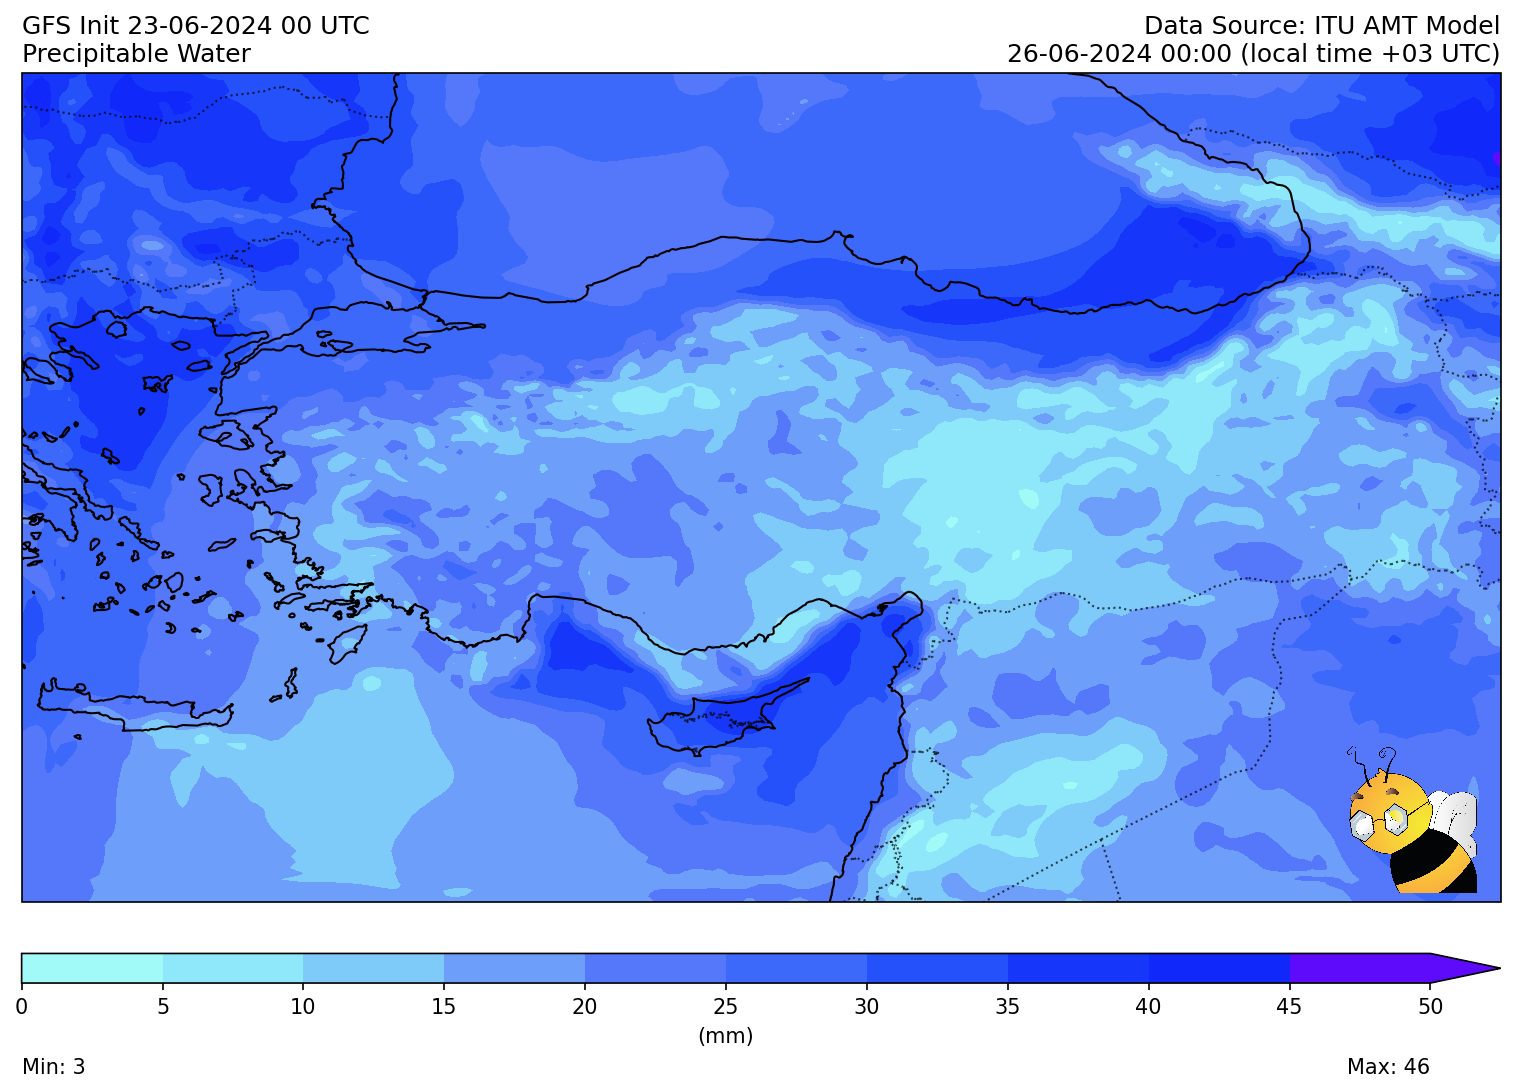 GFS Init 23-06-2024 00 UTC
Data Source: ITU AMT Model
Precipitable Water
26-06-2024 00:00 (local time +03 UTC)
0 5 10 15 20 25 30 35 40 45 50
(mm)
Min: 3
Max: 46